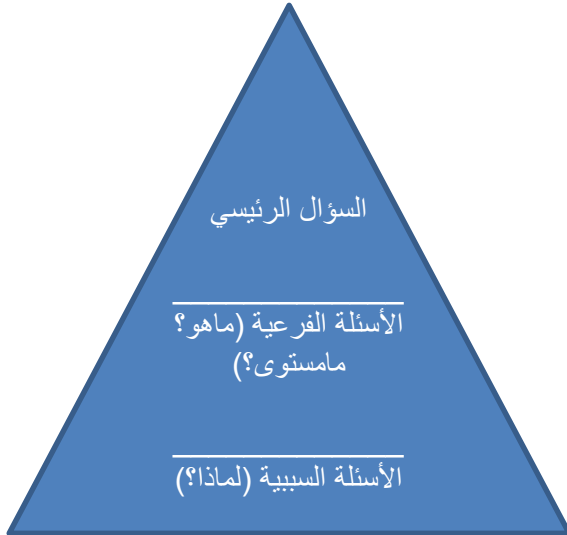 السؤال الرئيسي
الأسئلة الفرعية (ماهو؟
مامستوى؟)
الأسئلة السببية (لماذا؟)